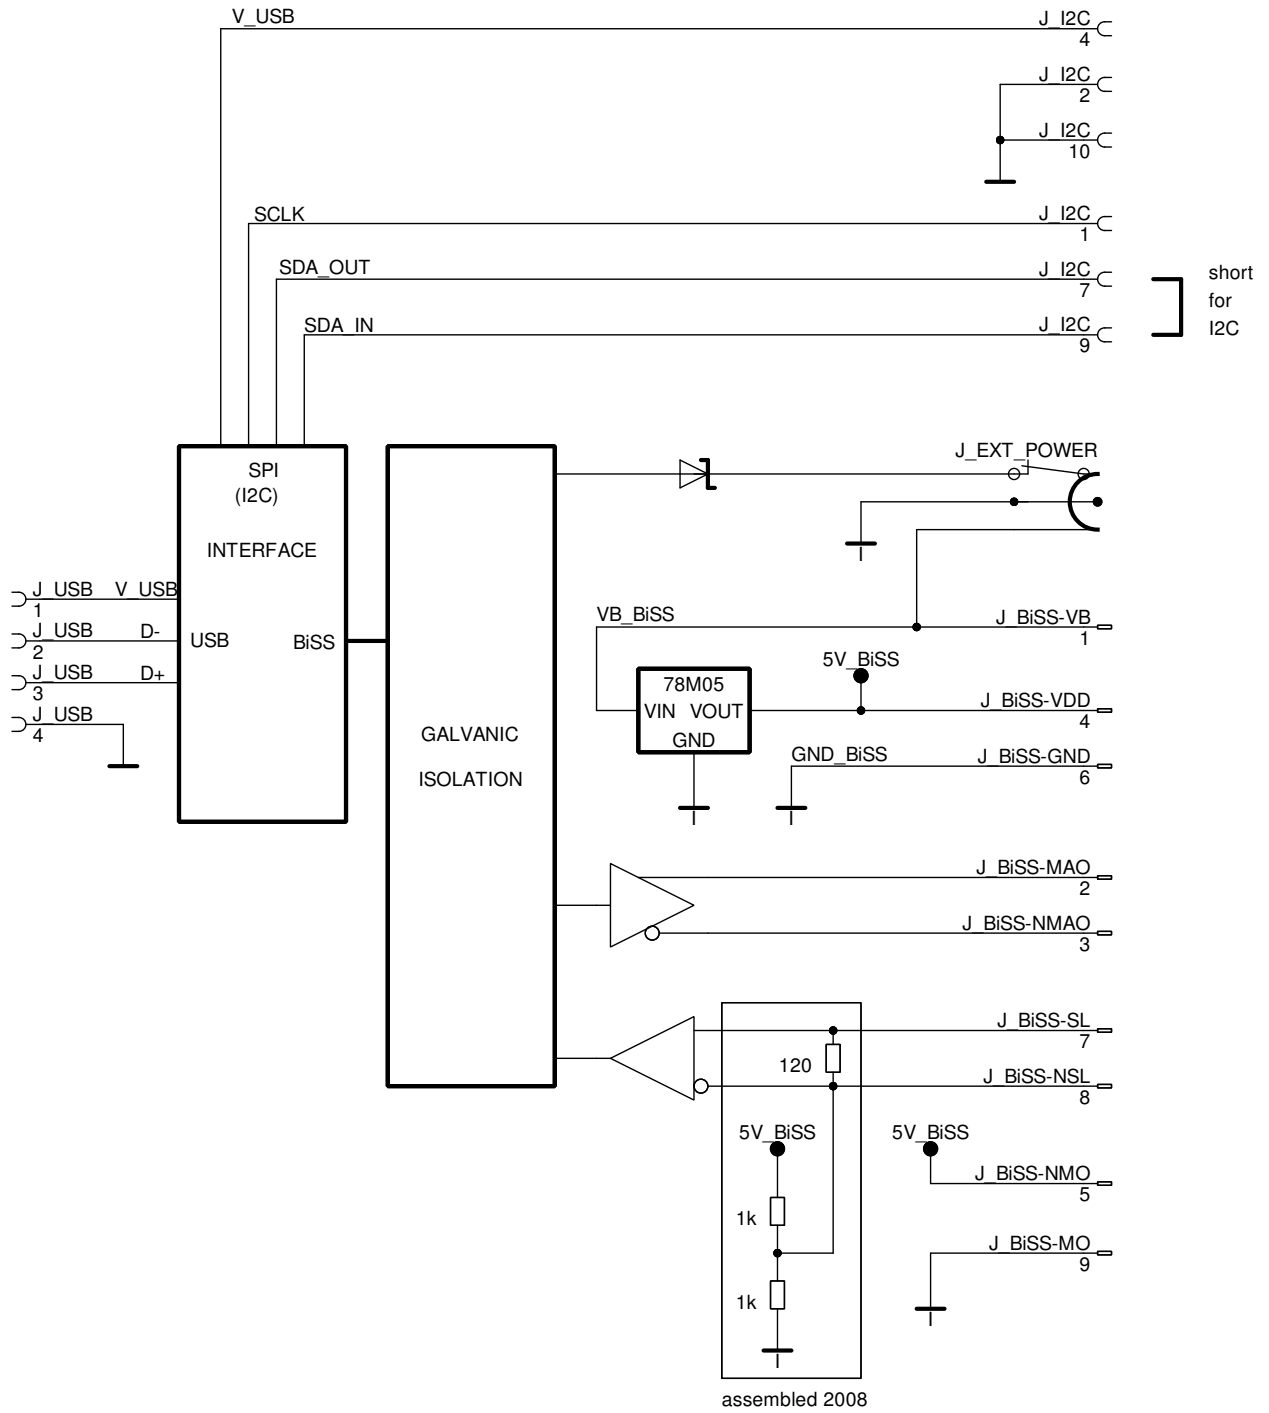 V_USB
J_I2C
4
J_I2C
2
J_I2C
10
SCLK
J_I2C
1
SDA_OUT
J_I2C
7
SDA_IN
J_I2C
9
short
for
I2C
SPI
(I2C)
INTERFACE
USB
BiSS
J_USB
V_USB
1
J_USB
D-
2
J_USB
D+
3
J_USB
4
GALVANIC
ISOLATION
J_EXT_POWER
VB_BiSS
J_BiSS-VB
1
5V_BiSS
78M05
VIN VOUT
GND
J_BiSS-VDD
4
GND_BiSS
J_BiSS-GND
6
J_BiSS-MAO
2
J_BiSS-NMAO
3
J_BiSS-SL
7
120
J_BiSS-NSL
8
5V_BiSS
5V_BiSS
J_BiSS-NMO
5
1k
J_BiSS-MO
9
1k
assembled 2008